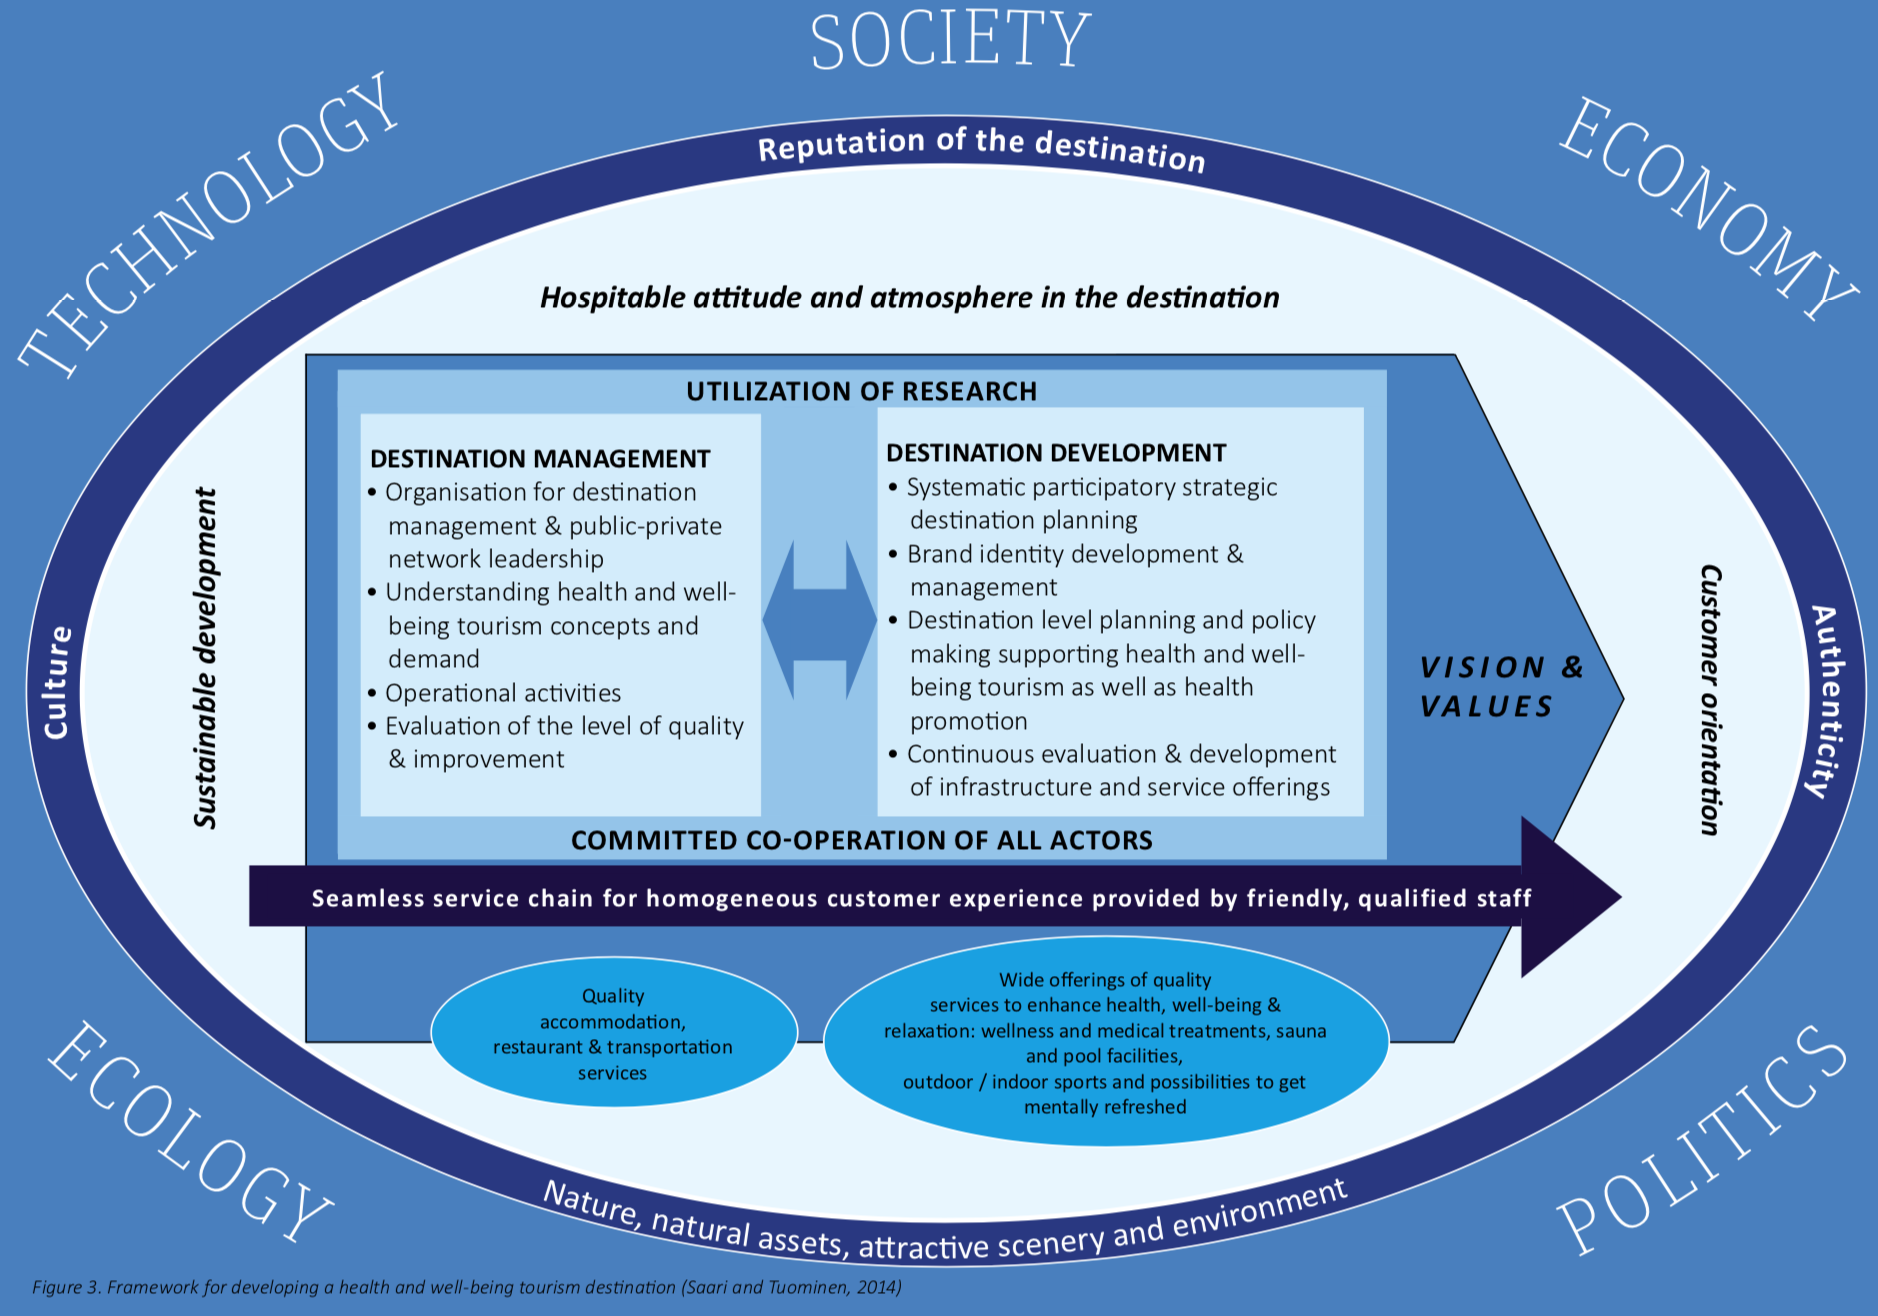 SOCIETY
TECHNOLOGY
ECONOMY
Reputation of the destination
Hospitable attitude and atmosphere in the destination
Culture
Sustainable development
UTILIZATION OF RESEARCH
DESTINATION MANAGEMENT
• Organisation for destination
management & public-private
network leadership
• Understanding health and well-
being tourism concepts and
demand
• Operational activities
• Evaluation of the level of quality
& improvement
DESTINATION DEVELOPMENT
• Systematic participatory strategic
destination planning
• Brand identity development &
management
• Destination level planning and policy
making supporting health and well-
being tourism as well as health
promotion
• Continuous evaluation & development
of infrastructure and service offerings
COMMITTED CO-OPERATION OF ALL ACTORS
VISION &
VALUES
Customer orientation
Authenticity
Seamless service chain for homogeneous customer experience provided by friendly, qualified staff
Quality
accommodation,
restaurant & transportation
services
Wide offerings of quality
services to enhance health, well-being &
relaxation: wellness and medical treatments, sauna
and pool facilities,
outdoor / indoor sports and possibilities to get
mentally refreshed
ECOLOGY
POLITICS
Nature, natural assets, attractive scenery and environment
Figure 3. Framework for developing a health and well-being tourism destination (Saari and Tuominen, 2014)